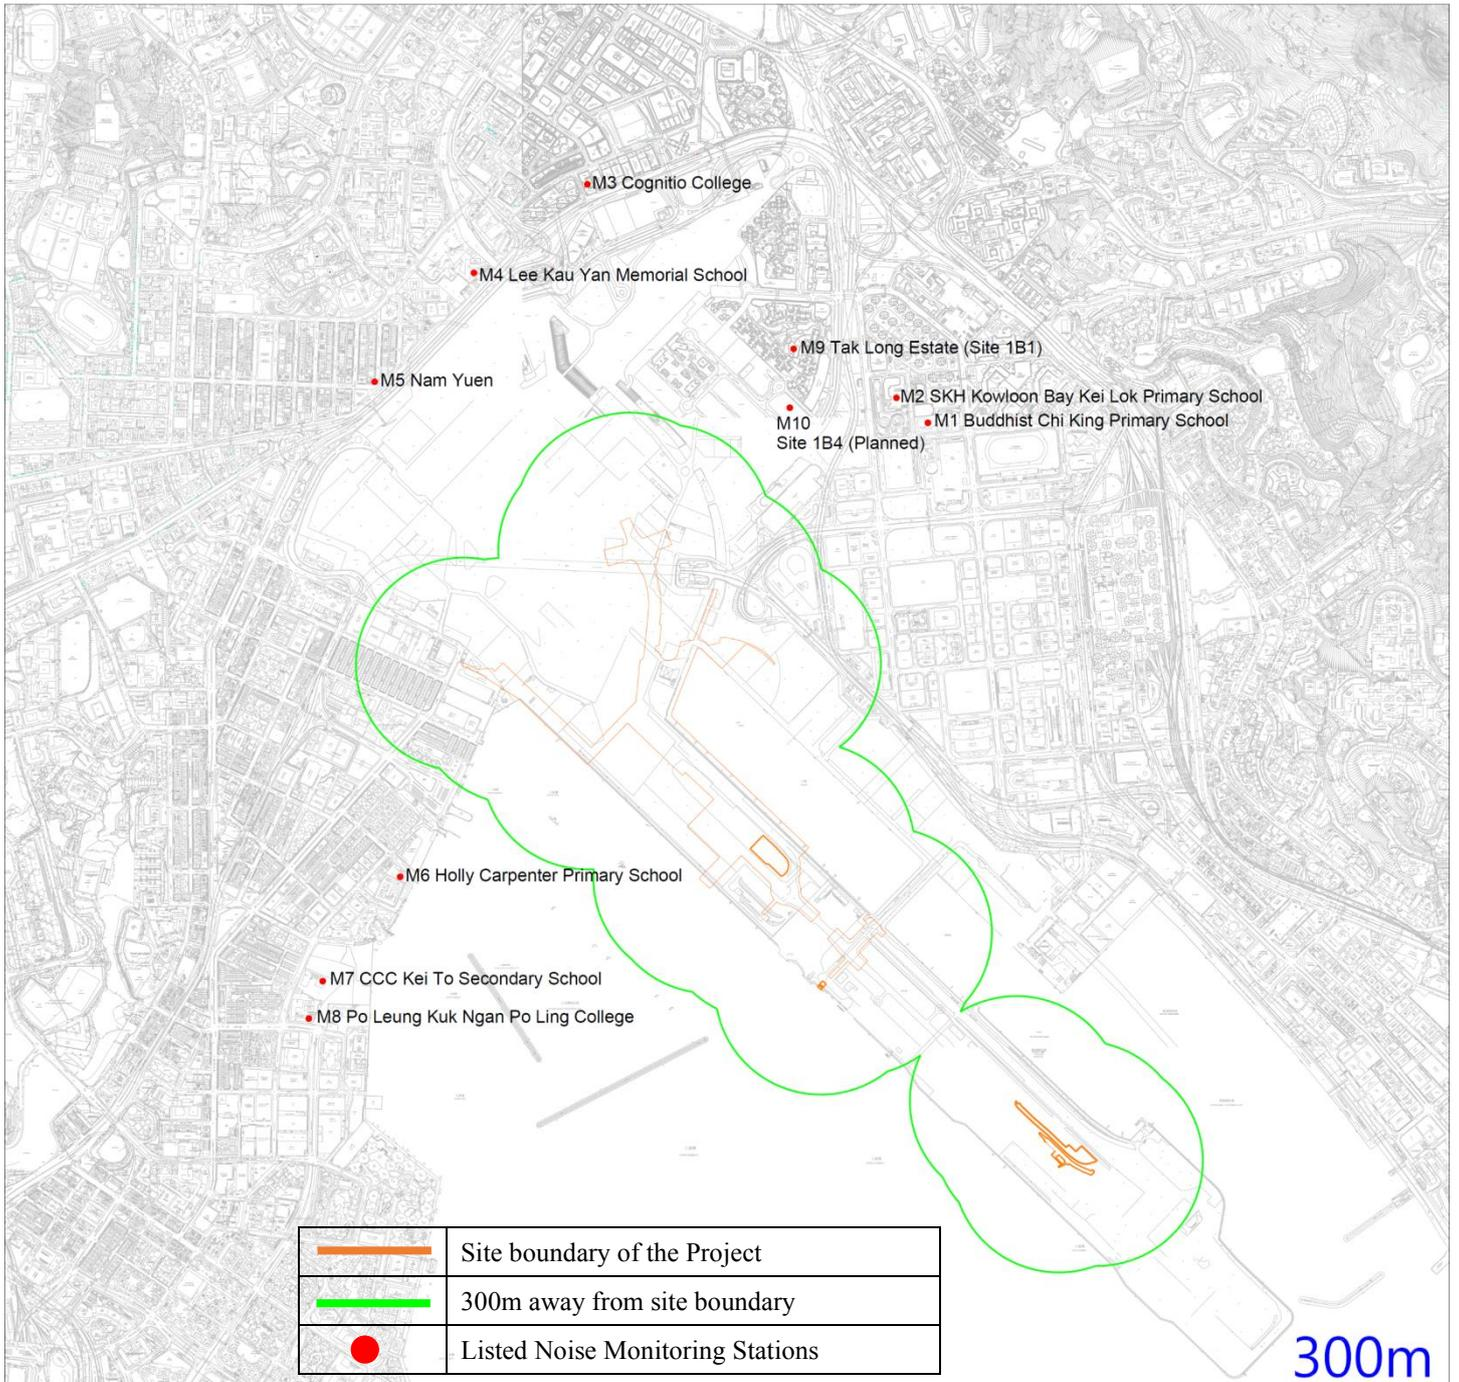 M3 Cognitio College
M4 Lee Kau Yan Memorial School
M9 Tak Long Estate (Site 1B1)
M5 Nam Yuen
M2 SKH Kowloon Bay Kei Lok Primary School
M10
Site 1B4 (Planned)
M1 Buddhist Chi King Primary School
M6 Holly Carpenter Primary School
M7 CCC Kei To Secondary School
M8 Po Leung Kuk Ngan Po Ling College
Site boundary of the Project
300m away from site boundary
Listed Noise Monitoring Stations
300m